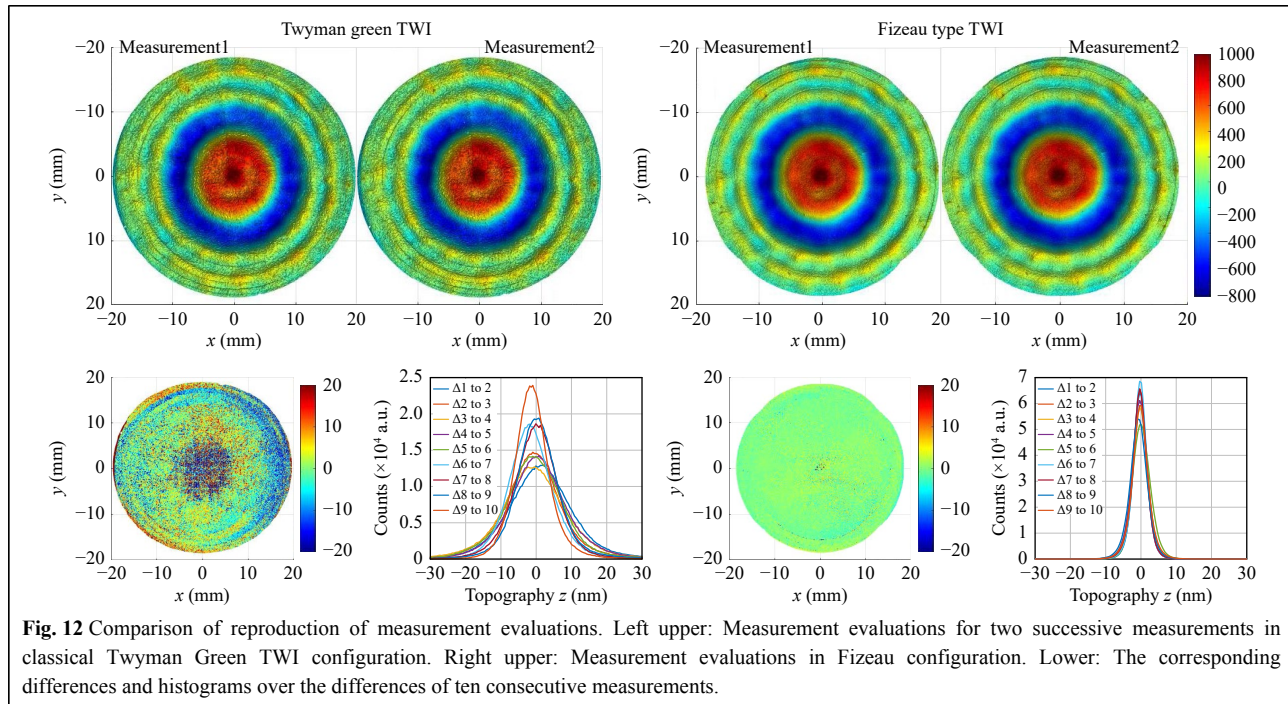 Twyman green TWI
Fizeau type TWI
Measurement1
Measurement2
Measurement1
Measurement2
−20
−10
0
10
20
y (mm)
−20 −10 0 10 20 −10 0 10 20
x (mm)
x (mm)
−20
−10
0
10
20
y (mm)
−20 −10 0 10 20 −10 0 10 20
x (mm)
x (mm)
1000
800
600
400
200
0
−200
−400
−600
−800
20
10
0
−10
−20
y (mm)
−20 −10 0 10 20
x (mm)
20
10
0
−10
−20
2.5
2.0
1.5
1.0
0.5
0
Counts (×10⁴ a.u.)
Δ1 to 2
Δ2 to 3
Δ3 to 4
Δ4 to 5
Δ5 to 6
Δ6 to 7
Δ7 to 8
Δ8 to 9
Δ9 to 10
−30 −20 −10 0 10 20 30
Topography z (nm)
20
10
0
−10
−20
y (mm)
−20 −10 0 10 20
x (mm)
20
10
0
−10
−20
7
6
5
4
3
2
1
0
Counts (×10⁴ a.u.)
Δ1 to 2
Δ2 to 3
Δ3 to 4
Δ4 to 5
Δ5 to 6
Δ6 to 7
Δ7 to 8
Δ8 to 9
Δ9 to 10
−30 −20 −10 0 10 20 30
Topography z (nm)
Fig. 12 Comparison of reproduction of measurement evaluations. Left upper: Measurement evaluations for two successive measurements in
classical Twyman Green TWI configuration. Right upper: Measurement evaluations in Fizeau configuration. Lower: The corresponding
differences and histograms over the differences of ten consecutive measurements.